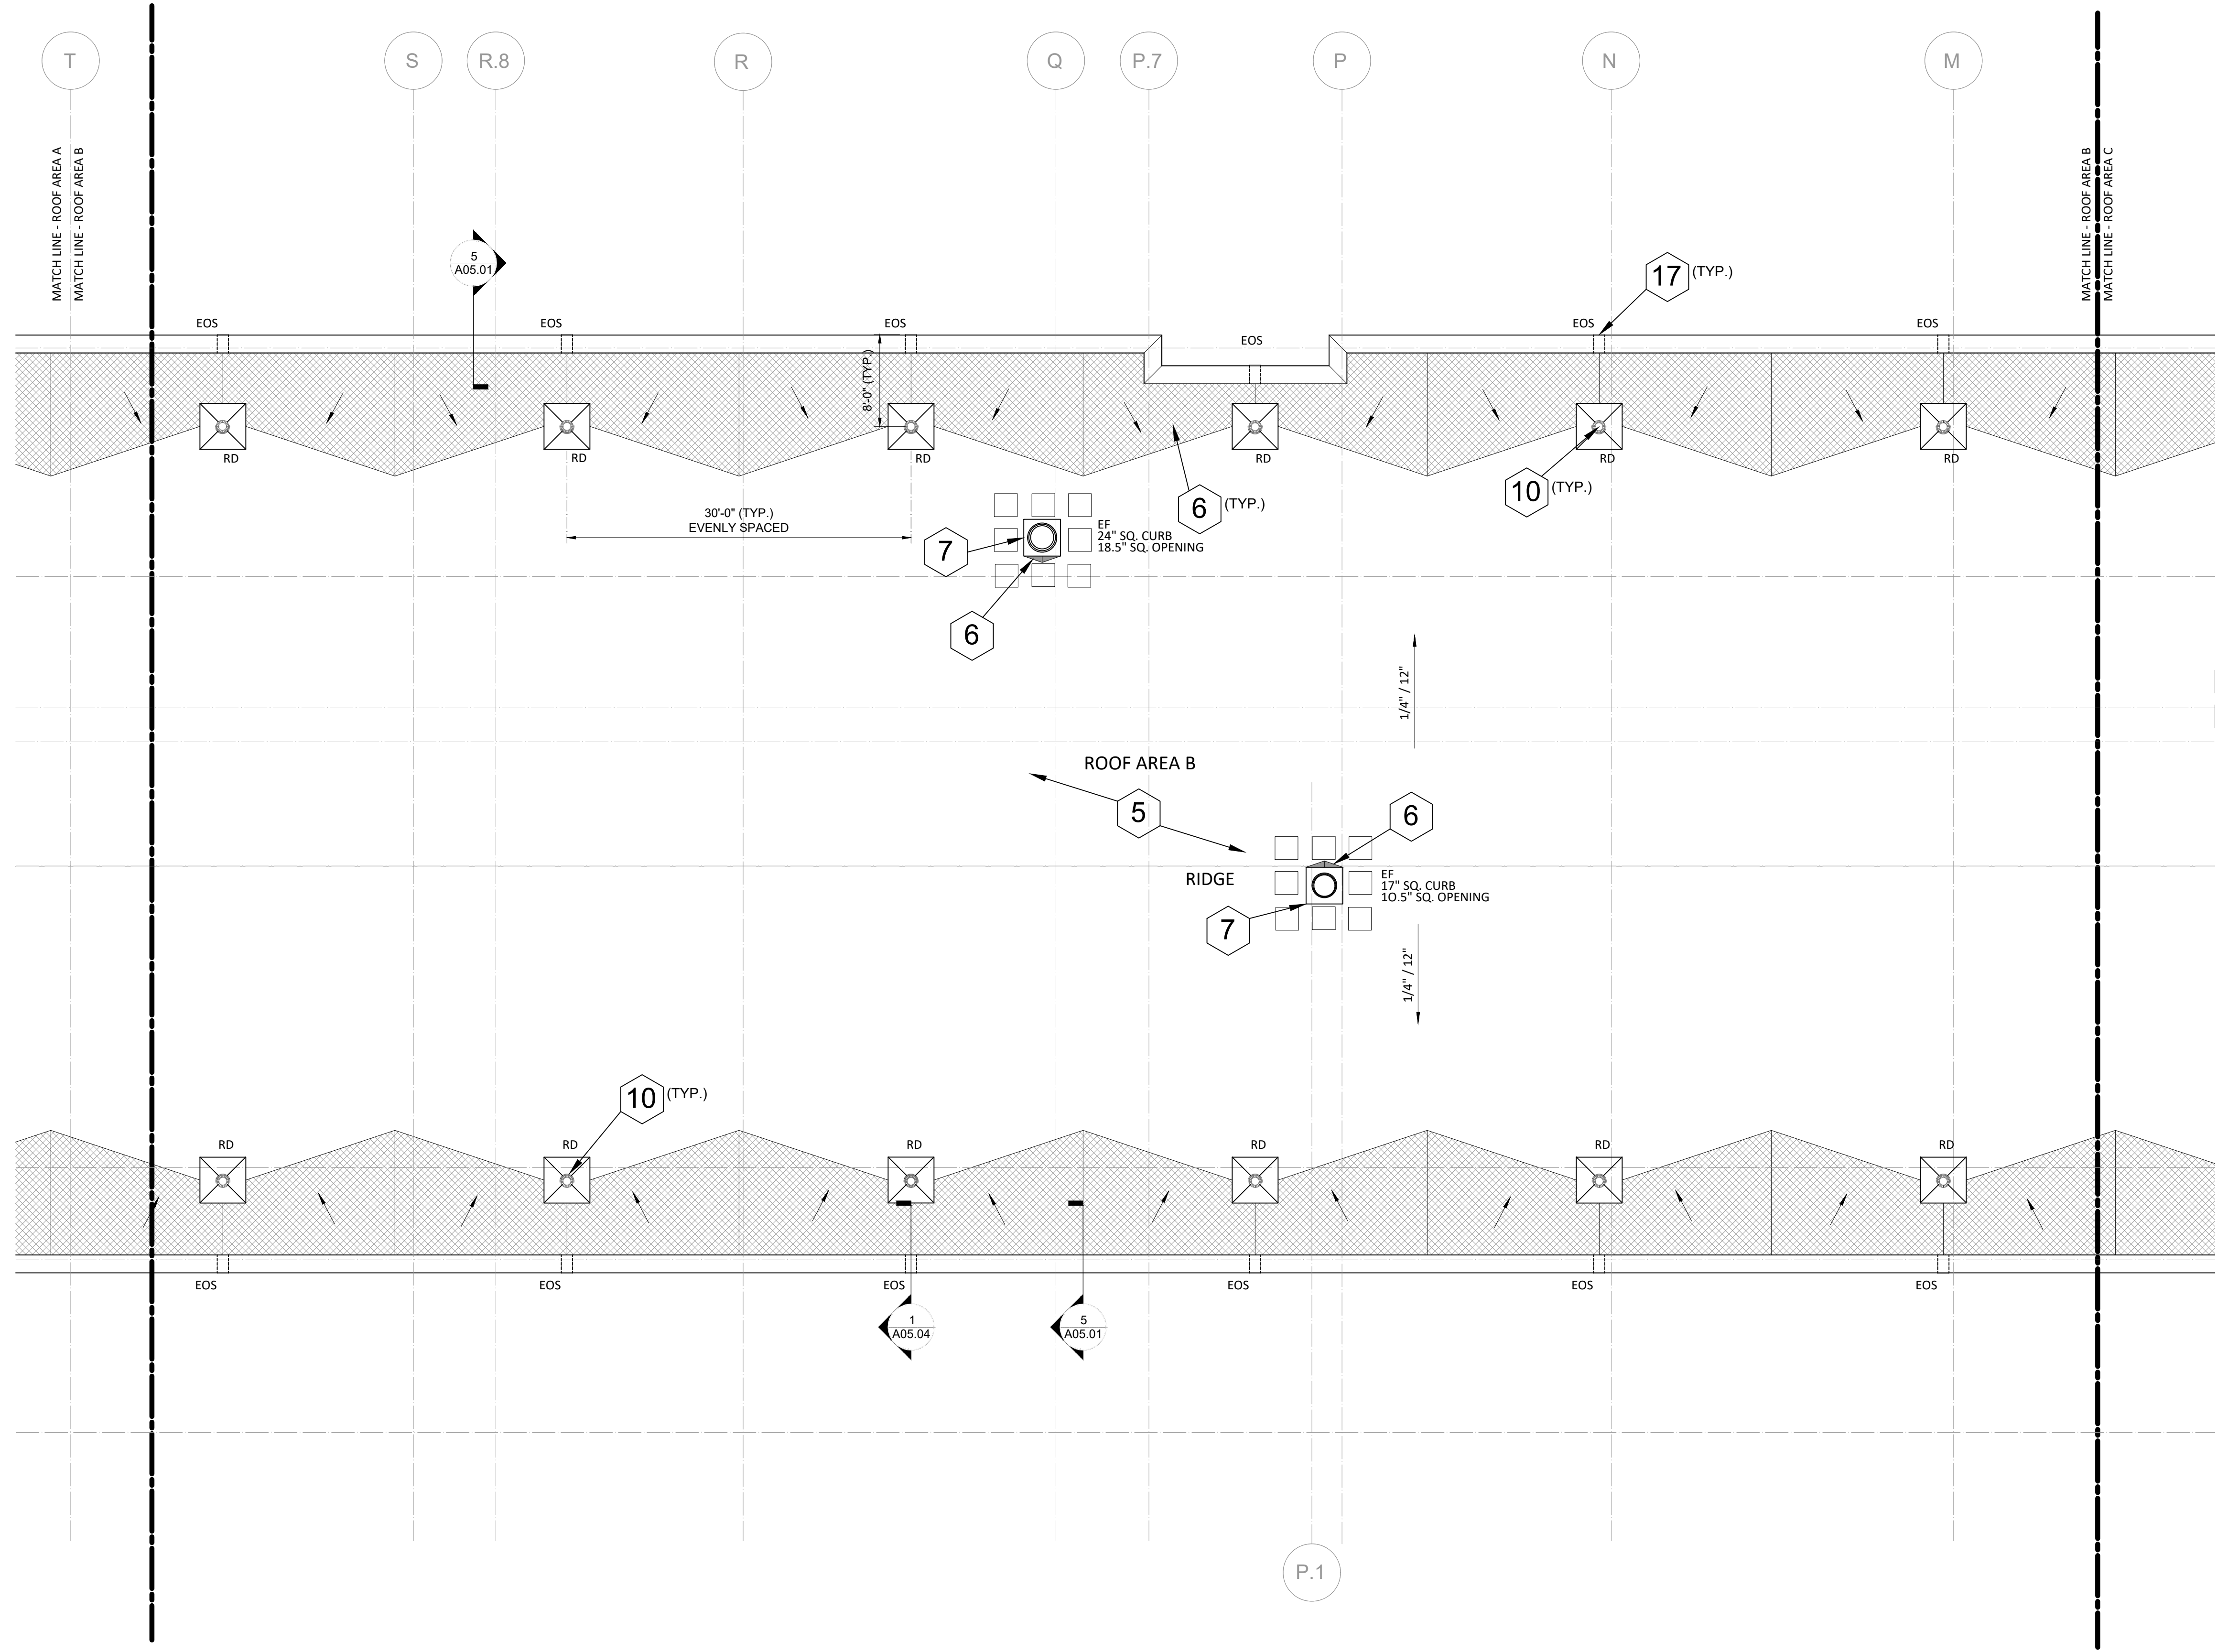 T
S
R.8
R
Q
P.7
P
N
M
MATCH LINE - ROOF AREA A
MATCH LINE - ROOF AREA B
MATCH LINE - ROOF AREA B
MATCH LINE - ROOF AREA C
5
A05.01
17
(TYP.)
EOS
EOS
EOS
EOS
EOS
EOS
8'-0" (TYP.)
RD
RD
RD
RD
RD
RD
10
(TYP.)
6
(TYP.)
30'-0" (TYP.)
EVENLY SPACED
7
EF
24" SQ. CURB
18.5" SQ. OPENING
6
1/4" / 12"
ROOF AREA B
5
6
RIDGE
EF
17" SQ. CURB
1O.5" SQ. OPENING
7
1/4" / 12"
10
(TYP.)
RD
RD
RD
RD
RD
RD
EOS
EOS
EOS
EOS
EOS
EOS
1
A05.04
5
A05.01
P.1